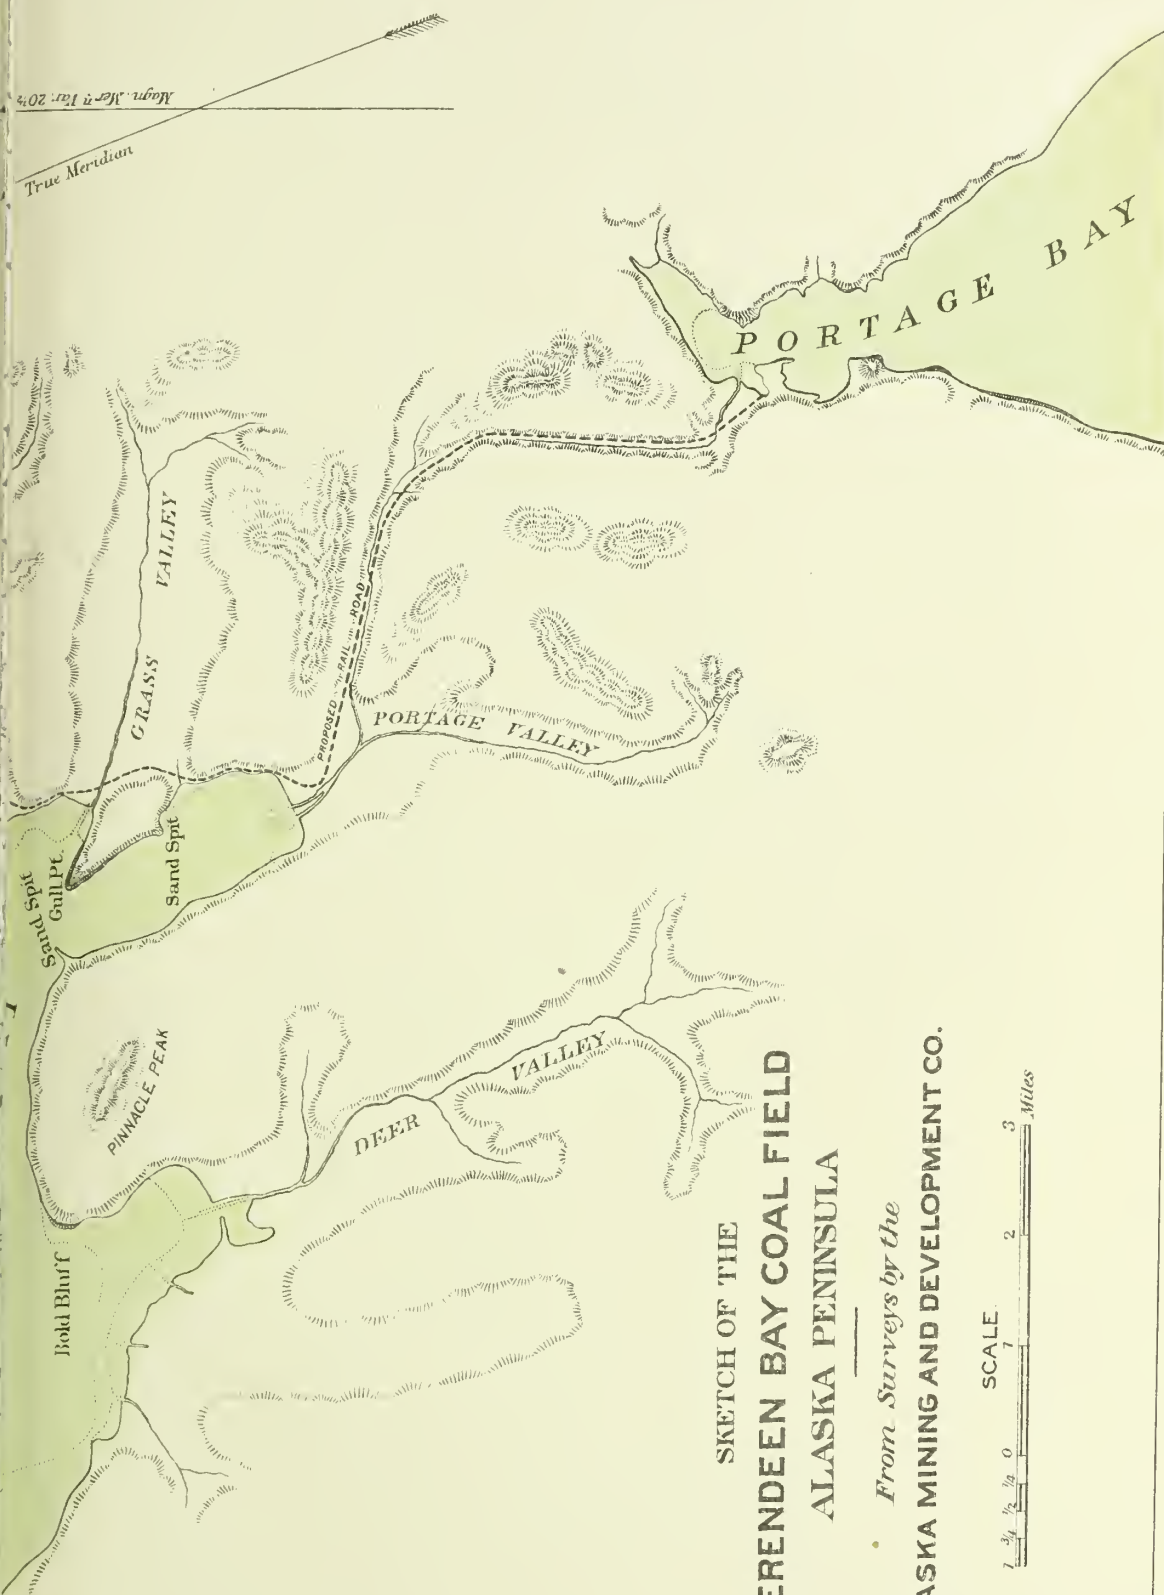 SKETCH OF THE
ERENDEEN BAY COAL FIELD
ALASKA PENINSULA
From Surveys by the
ASKA MINING AND DEVELOPMENT CO.
SCALE
1 3/4 1/2 1/4 0 1 2 3 Miles
True Meridian
Magn. Mer'n Var. 20½
PORTAGE BAY
GRASS VALLEY
PROPOSED RAIL ROAD
PORTAGE VALLEY
Sand Spit
Gull Pt.
Sand Spit
PINNACLE PEAK
DEER VALLEY
Bold Bluff